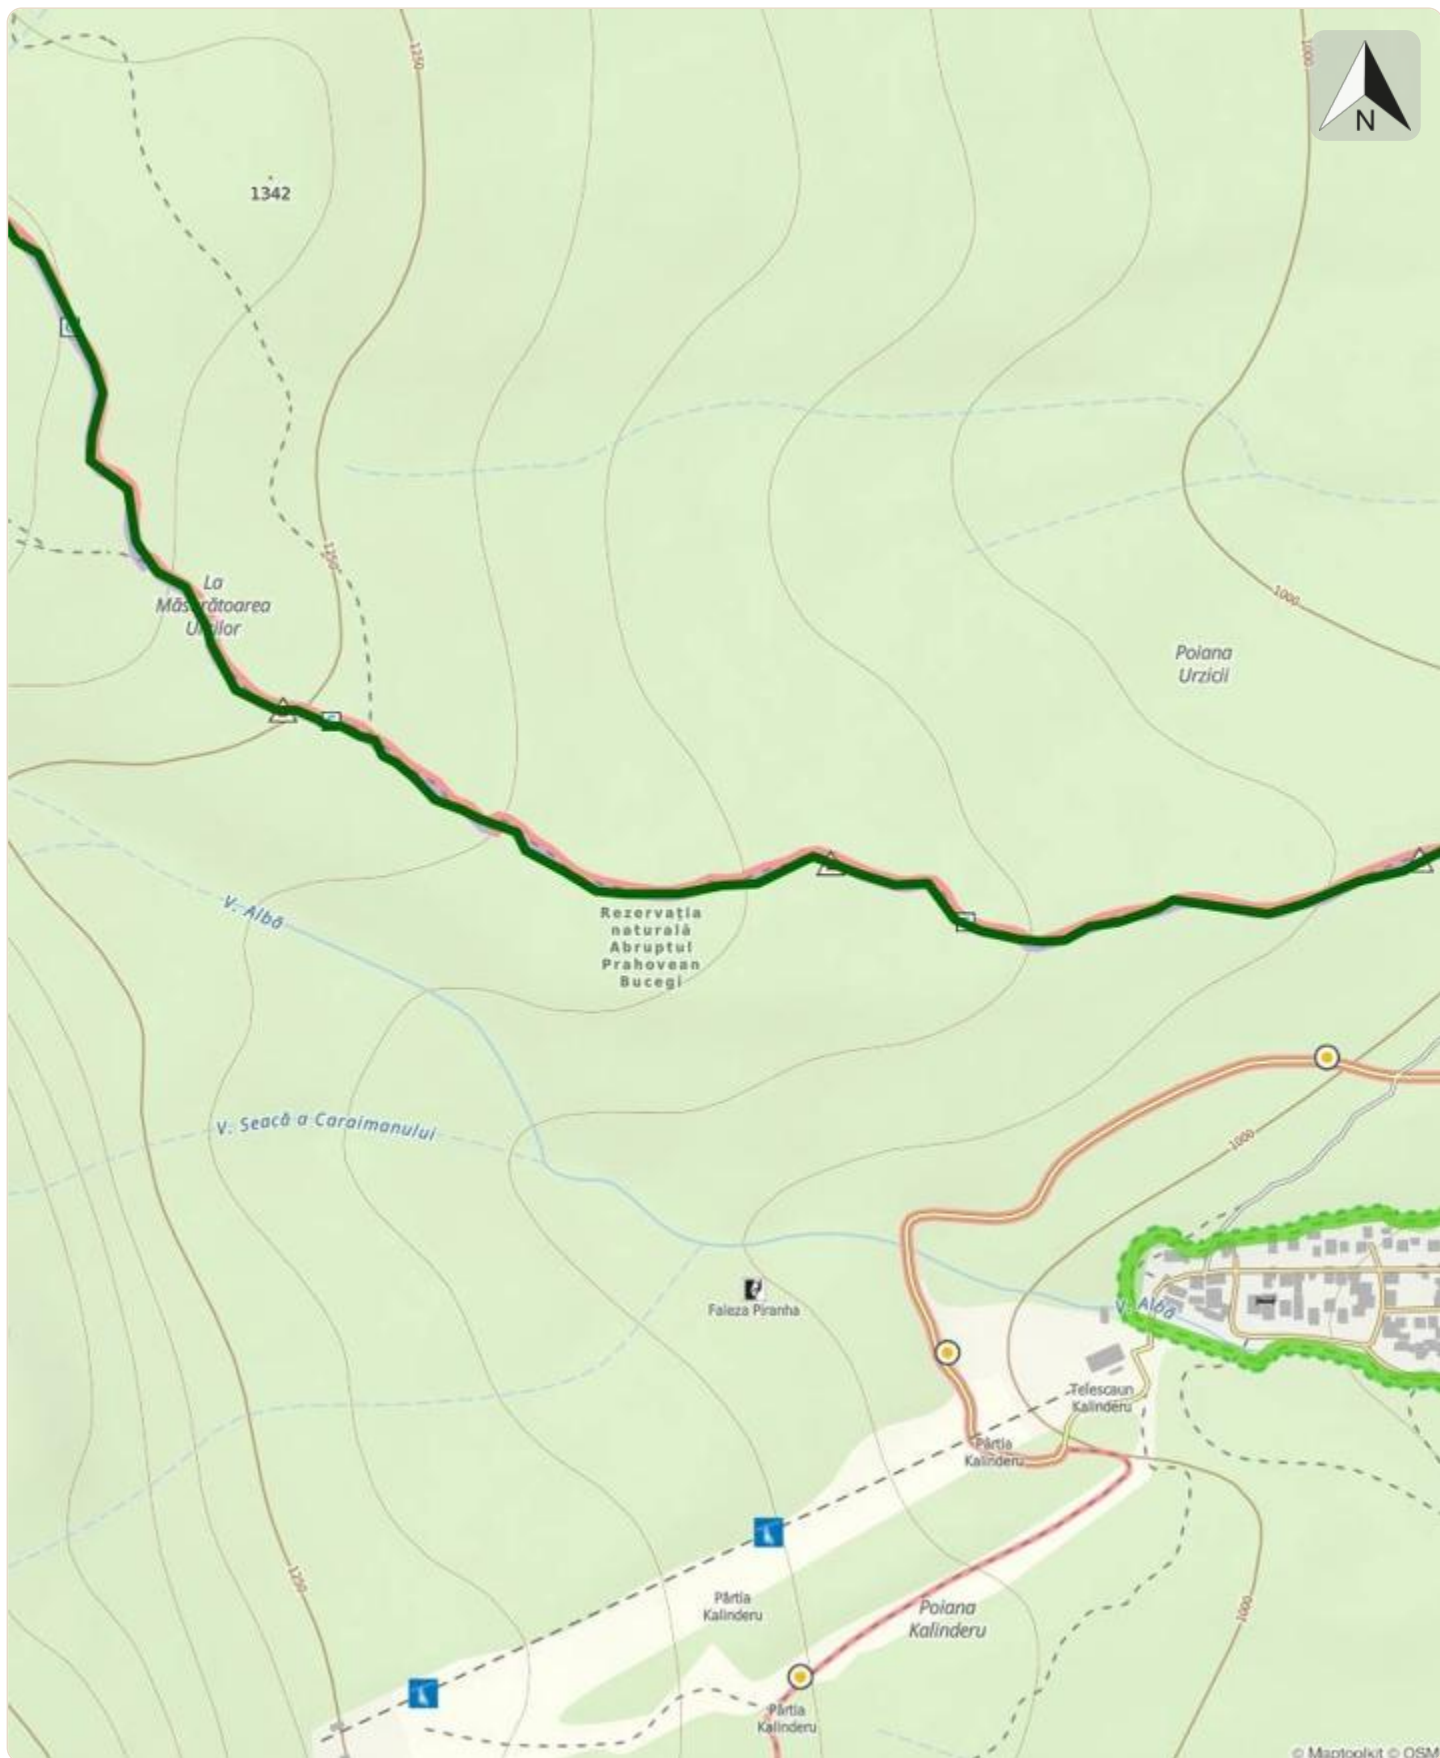 1250
1000
N
1342
La
Măsurătoarea
Urșilor
1250
1000
Poiana
Urzicii
V. Albă
Rezervația
naturală
Abruptul
Prahovean
Bucegi
V. Seacă a Caraimanului
1000
Faleza Piranha
V. Albă
Telescaun
Kalinderu
Pârtia
Kalinderu
1250
Pârtia
Kalinderu
Poiana
Kalinderu
1000
Pârtia
Kalinderu
© Maptoolkit © OSM